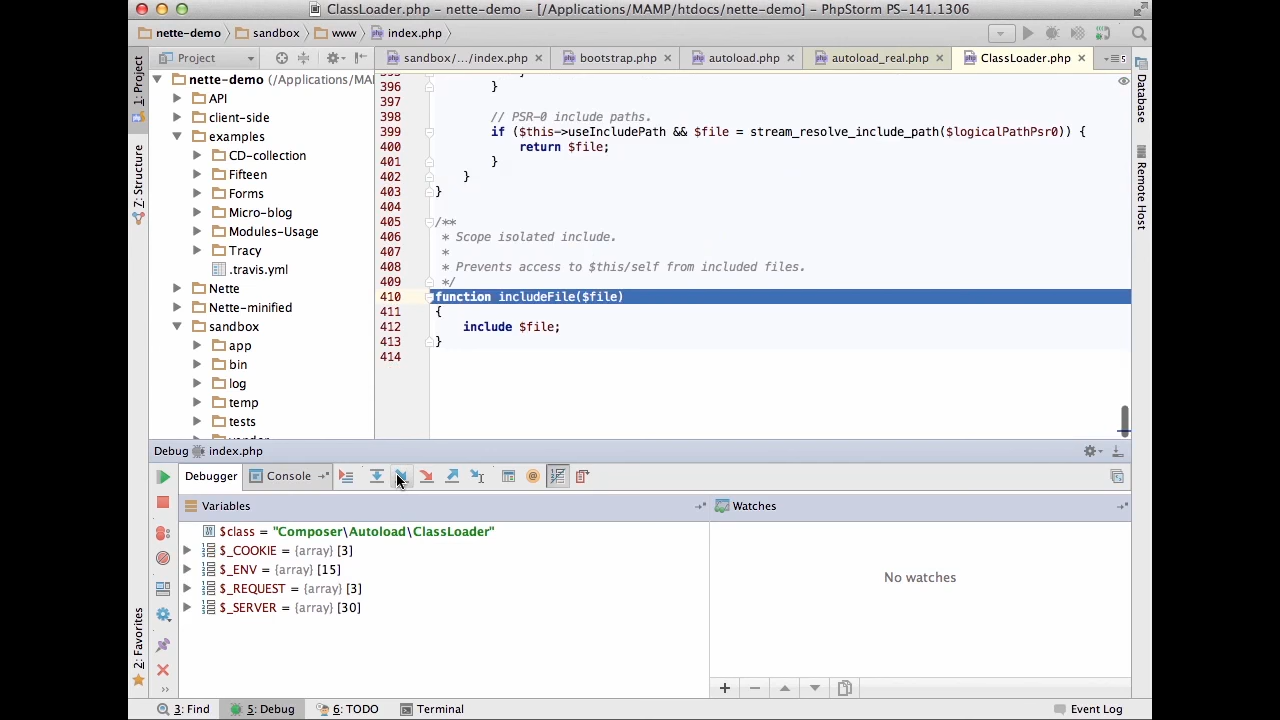 ClassLoader.php - nette-demo - [/Applications/MAMP/htdocs/nette-demo] - PhpStorm PS-141.1306
nette-demo sandbox www index.php
1: Project
Z: Structure
2: Favorites
Project
sandbox/.../index.php bootstrap.php autoload.php autoload_real.php ClassLoader.php
5
Database
Remote Host
nette-demo (/Applications/MA
API
client-side
examples
CD-collection
Fifteen
Forms
Micro-blog
Modules-Usage
Tracy
.travis.yml
Nette
Nette-minified
sandbox
app
bin
log
temp
tests
395 }
396 }
397
398 // PSR-0 include paths.
399 if ($this->useIncludePath && $file = stream_resolve_include_path($logicalPathPsr0)) {
400 return $file;
401 }
402 }
403 }
404
405 /**
406 * Scope isolated include.
407 *
408 * Prevents access to $this/self from included files.
409 */
410 function includeFile($file)
411 {
412 include $file;
413 }
414
Debug index.php
Debugger Console
Variables
$class = "Composer\Autoload\ClassLoader"
$_COOKIE = {array} [3]
$_ENV = {array} [15]
$_REQUEST = {array} [3]
$_SERVER = {array} [30]
Watches
No watches
3: Find 5: Debug 6: TODO Terminal Event Log